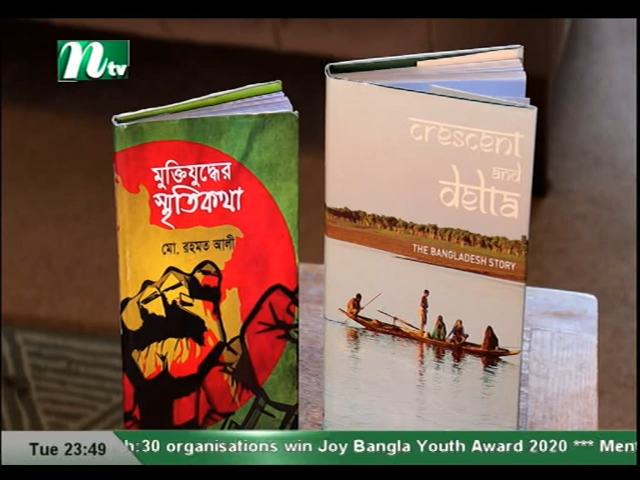 ntv
মুক্তিযুদ্ধের
স্মৃতিকথা
মো. রহমত আলী
crescent
and
delta
THE BANGLADESH STORY
Tue 23:49
h:30 organisations win Joy Bangla Youth Award 2020 *** Men